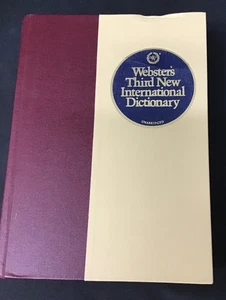 Webster's
Third New
International
Dictionary
UNABRIDGED